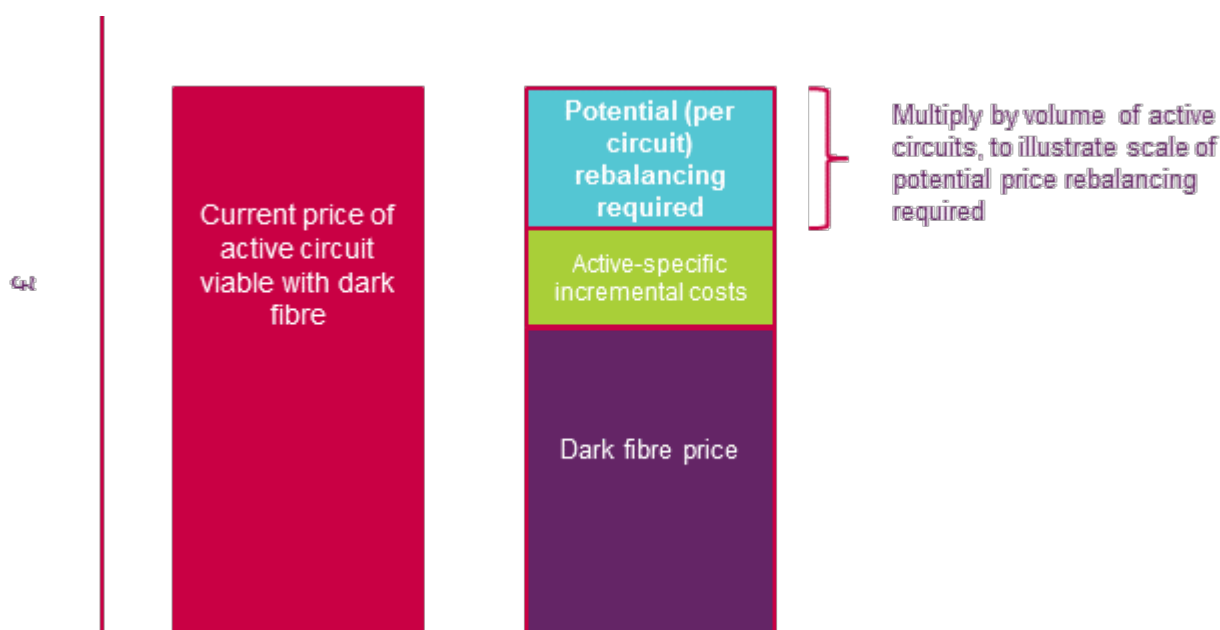 Potential (per
circuit)
rebalancing
required
Multiply by volume of active
circuits, to illustrate scale of
potential price rebalancing
required
Current price of
active circuit
viable with dark
fibre
Active-specific
incremental costs
£
Dark fibre price